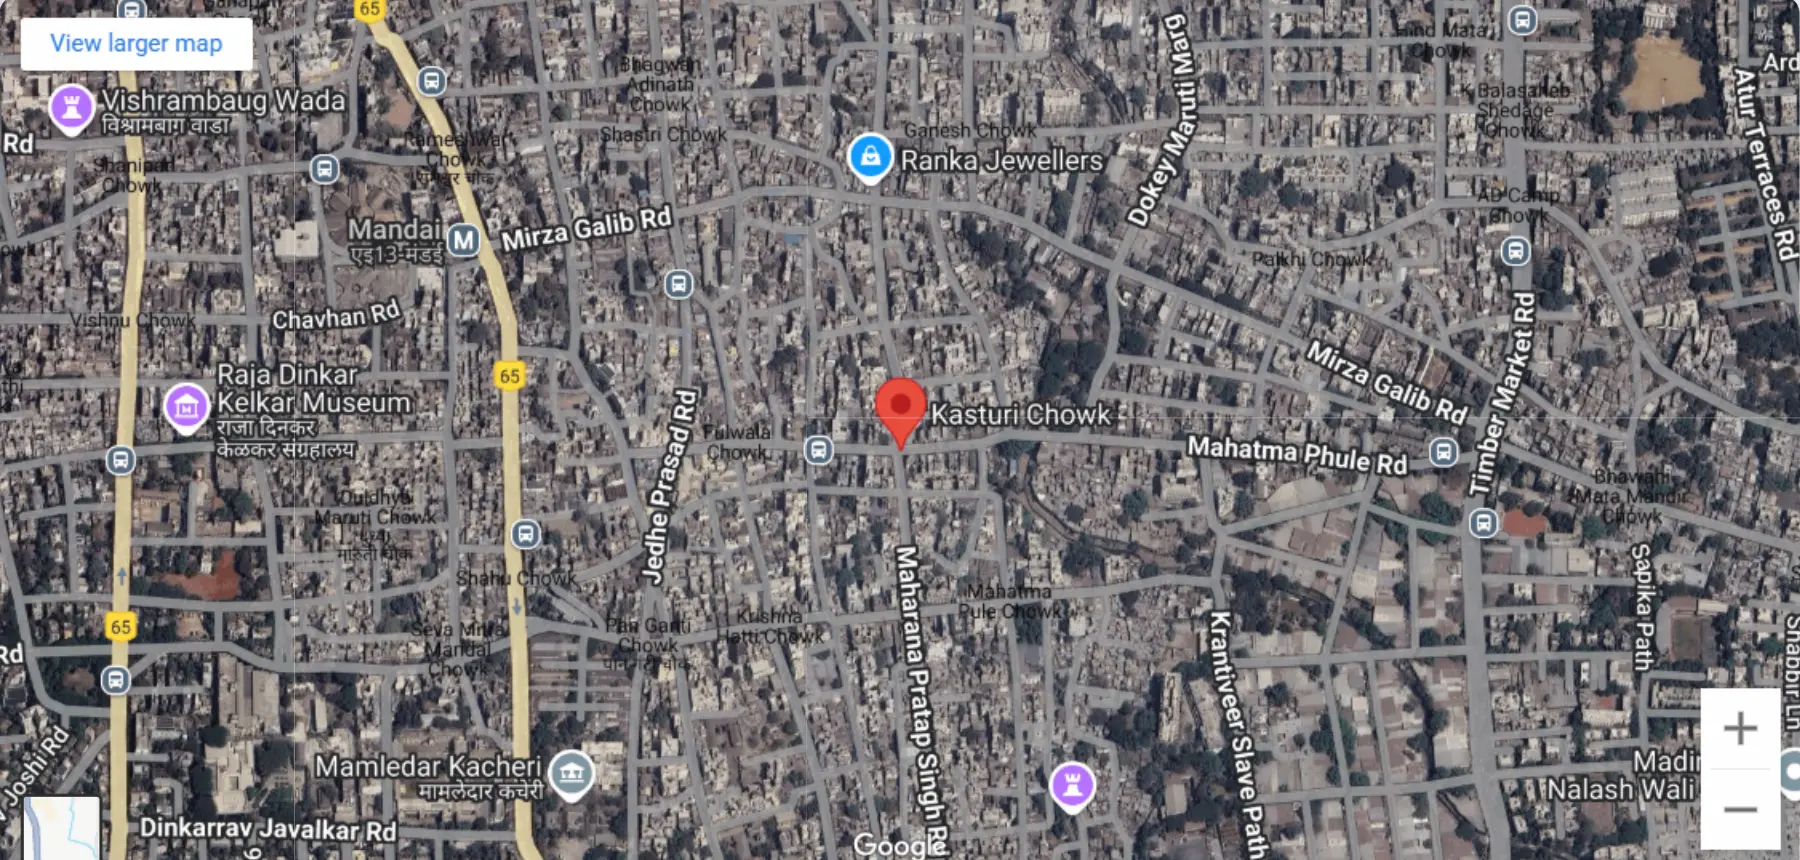 65
View larger map
Vishrambaug Wada
विश्रामबाग वाडा
Rd
Shanipar
Chowk
Bhagwan
Adinath
Chowk
Shastri Chowk
Rameshwar
Chowk
Ganesh Chowk
Ranka Jewellers
Dokey Maruti Marg
Hind Mata
Chowk
K Balasaheb
Shedage
Chowk
Ard
Atur Terraces Rd
AD Camp
Chowk
Mandai
Mirza Galib Rd
Palkhi Chowk
Vishnu Chowk
Chavhan Rd
65
Raja Dinkar
Kelkar Museum
राजा दिनकर
केळकर संग्रहालय
Kasturi Chowk
Fulwala
Chowk
Jedhe Prasad Rd
Mirza Galib Rd
Mahatma Phule Rd
Timber Market Rd
Bhawani
Mata Mandir
Chowk
Duldhya
Maruti Chowk
मारुती चौक
Shahu Chowk
65
Pan Ganti
Chowk
Krishna
Hatti Chowk
Mahatma
Pule Chowk
Seva Mitra
Mandal
Chowk
Maharana Pratap Singh Rd
Krantiveer Slave Path
Sapika Path
Shabbir Ln
Rd
Joshi Rd
Mamledar Kacheri
मामलेदार कचेरी
Madin
Nalash Wali
Dinkarrav Javalkar Rd
Google